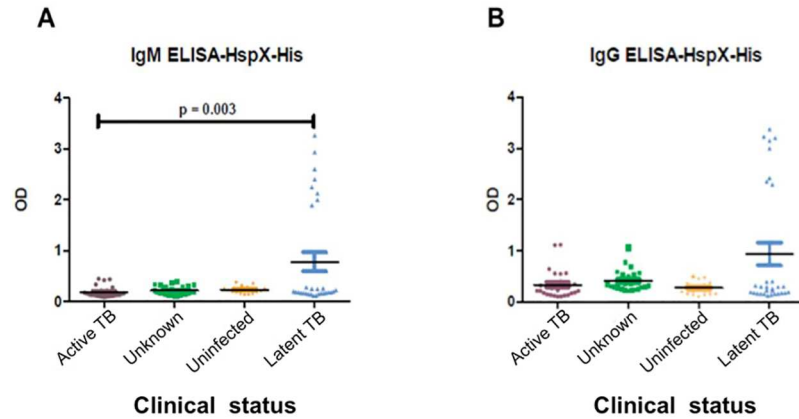 A
IgM ELISA-HspX-His
4
3
2
1
0
OD
p = 0.003
Active TB
Unknown
Uninfected
Latent TB
Clinical status
B
IgG ELISA-HspX-His
4
3
2
1
0
OD
Active TB
Unknown
Uninfected
Latent TB
Clinical status